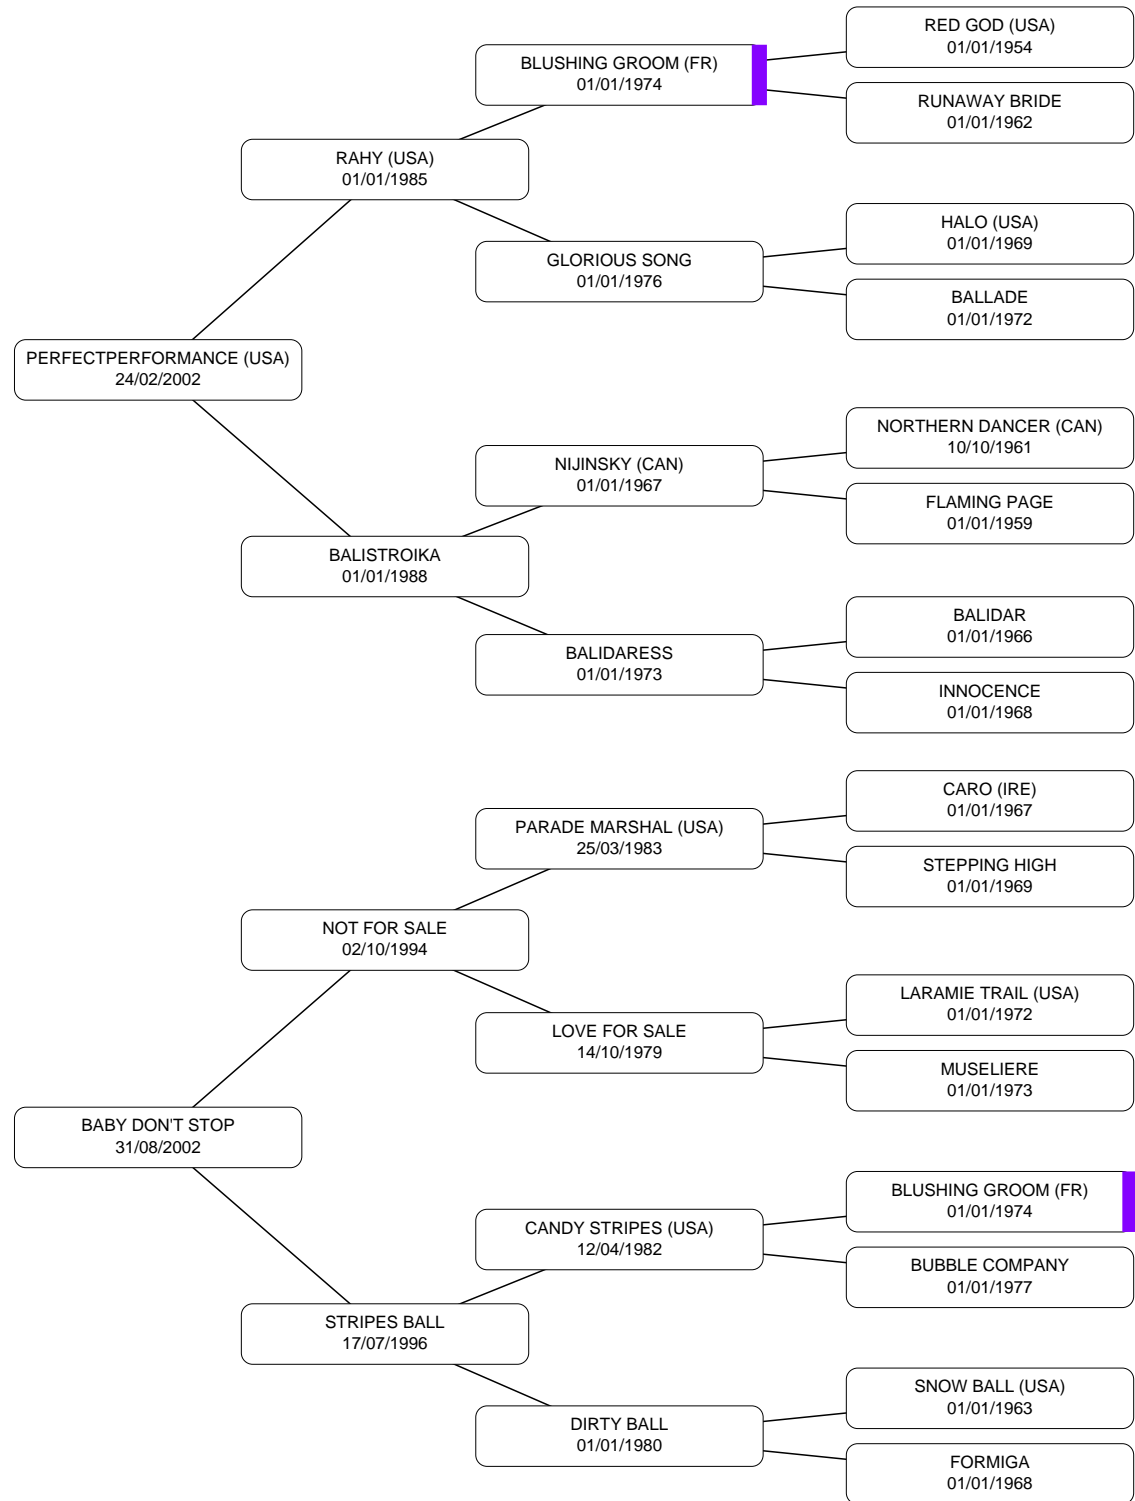 RED GOD (USA)
01/01/1954
BLUSHING GROOM (FR)
01/01/1974
RUNAWAY BRIDE
01/01/1962
RAHY (USA)
01/01/1985
HALO (USA)
01/01/1969
GLORIOUS SONG
01/01/1976
BALLADE
01/01/1972
PERFECTPERFORMANCE (USA)
24/02/2002
NORTHERN DANCER (CAN)
10/10/1961
NIJINSKY (CAN)
01/01/1967
FLAMING PAGE
01/01/1959
BALISTROIKA
01/01/1988
BALIDAR
01/01/1966
BALIDARESS
01/01/1973
INNOCENCE
01/01/1968
CARO (IRE)
01/01/1967
PARADE MARSHAL (USA)
25/03/1983
STEPPING HIGH
01/01/1969
NOT FOR SALE
02/10/1994
LARAMIE TRAIL (USA)
01/01/1972
LOVE FOR SALE
14/10/1979
MUSELIERE
01/01/1973
BABY DON'T STOP
31/08/2002
BLUSHING GROOM (FR)
01/01/1974
CANDY STRIPES (USA)
12/04/1982
BUBBLE COMPANY
01/01/1977
STRIPES BALL
17/07/1996
SNOW BALL (USA)
01/01/1963
DIRTY BALL
01/01/1980
FORMIGA
01/01/1968